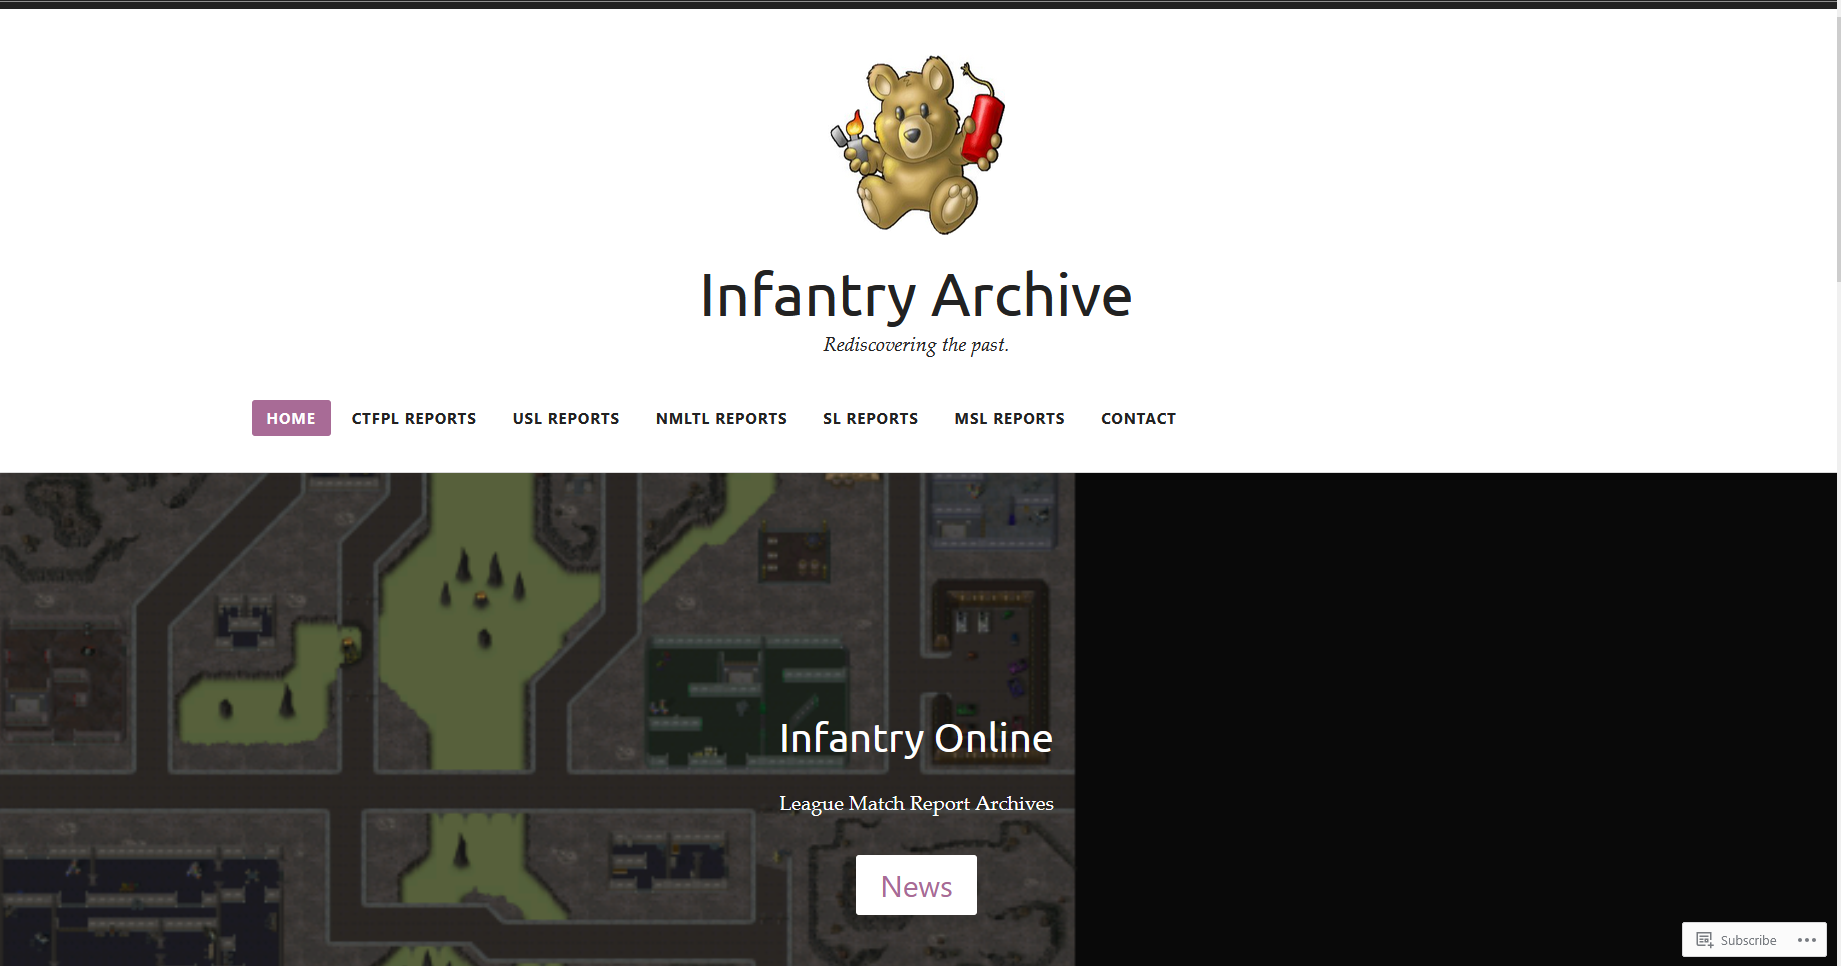 Infantry Archive
Rediscovering the past.
HOME CTFPL REPORTS USL REPORTS NMLTL REPORTS SL REPORTS MSL REPORTS CONTACT
Infantry Online
League Match Report Archives
News
Subscribe